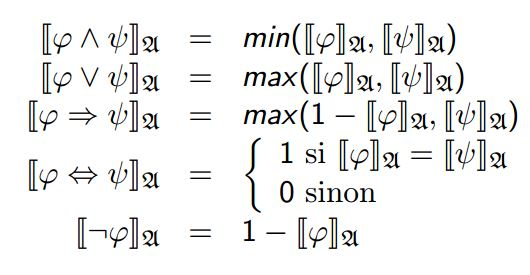 ⟦φ ∧ ψ⟧𝔄 = min(⟦φ⟧𝔄, ⟦ψ⟧𝔄)
⟦φ ∨ ψ⟧𝔄 = max(⟦φ⟧𝔄, ⟦ψ⟧𝔄)
⟦φ ⇒ ψ⟧𝔄 = max(1 − ⟦φ⟧𝔄, ⟦ψ⟧𝔄)
⟦φ ⇔ ψ⟧𝔄 = { 1 si ⟦φ⟧𝔄 = ⟦ψ⟧𝔄
0 sinon
⟦¬φ⟧𝔄 = 1 − ⟦φ⟧𝔄